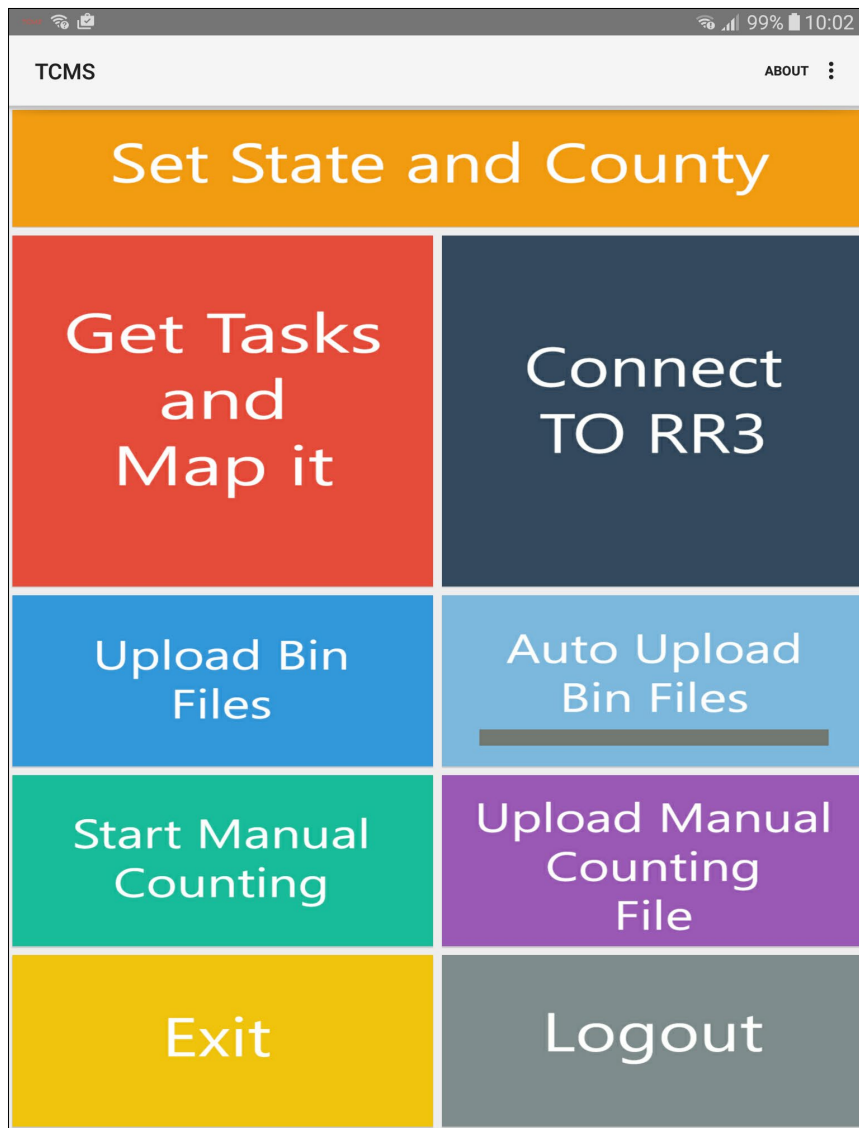 99% 10:02
TCMS ABOUT
Set State and County
Get Tasks
and
Map it
Connect
TO RR3
Upload Bin
Files
Auto Upload
Bin Files
Start Manual
Counting
Upload Manual
Counting
File
Exit
Logout